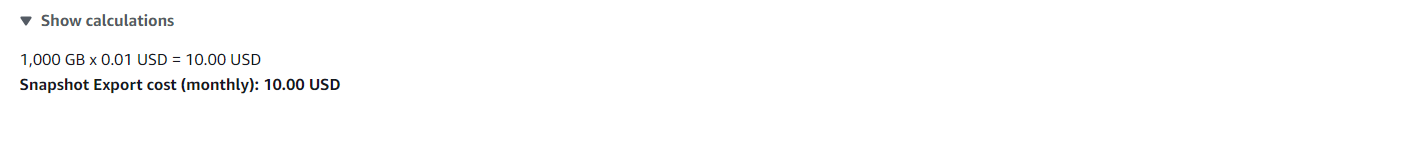 Show calculations
1,000 GB x 0.01 USD = 10.00 USD
Snapshot Export cost (monthly): 10.00 USD